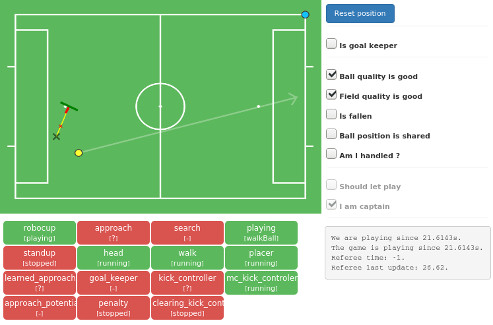 Reset position
Is goal keeper
Ball quality is good
Field quality is good
Is fallen
Ball position is shared
Am I handled ?
Should let play
I am captain
We are playing since 21.6143s.
The game is playing since 21.6143s.
Referee time: -1.
Referee last update: 26.62.
robocup
[playing]
approach
[?]
search
[-]
playing
[walkBall]
standup
[stopped]
head
[running]
walk
[running]
placer
[running]
learned_approach
[?]
goal_keeper
[-]
kick_controller
[?]
mc_kick_controler
[running]
approach_potentia
[-]
penalty
[stopped]
clearing_kick_cont
[stopped]